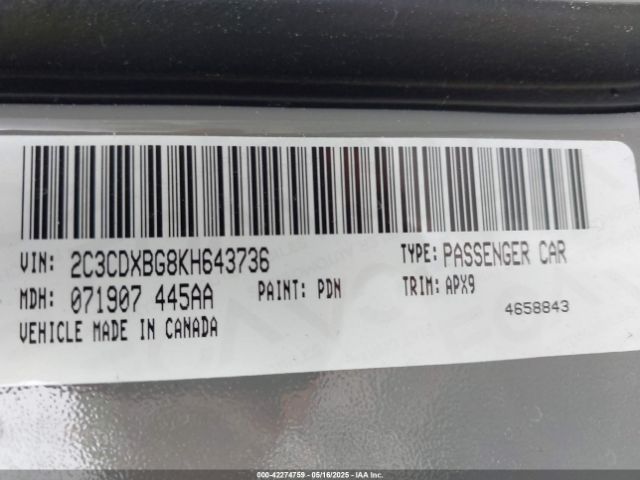 VIN: 2C3CDXBG8KH643736 TYPE: PASSENGER CAR
MDH: 071907 445AA PAINT: PDN TRIM: APX9
4658843
VEHICLE MADE IN CANADA
000-42274759 - 05/16/2025 - IAA Inc. Copyright